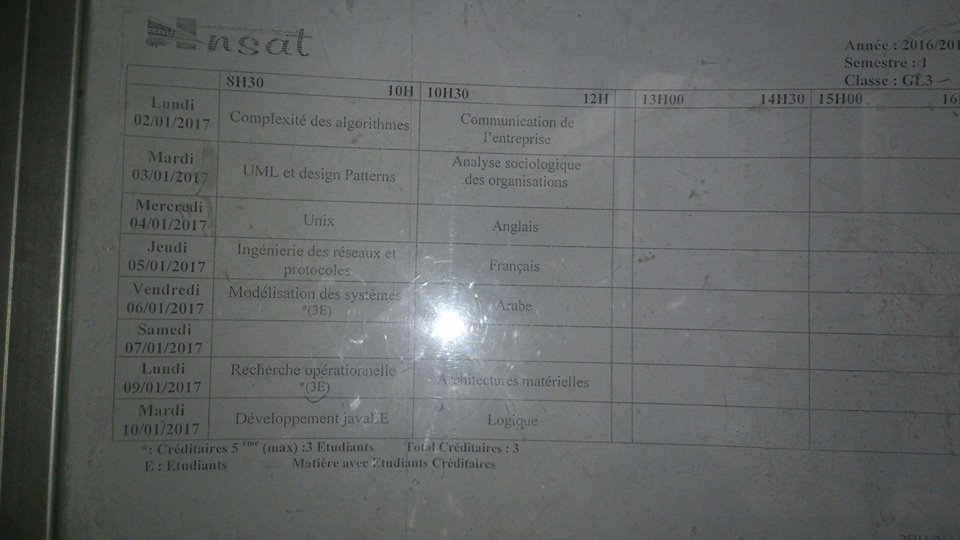 Insat
Année : 2016/201
Semestre : 1
Classe : GL3
8H30 10H 10H30 12H 13H00 14H30 15H00 16
Lundi
02/01/2017
Complexité des algorithmes
Communication de
l'entreprise
Mardi
03/01/2017
UML et design Patterns
Analyse sociologique
des organisations
Mercredi
04/01/2017
Unix
Anglais
Jeudi
05/01/2017
Ingénierie des réseaux et
protocoles
Français
Vendredi
06/01/2017
Modélisation des systèmes
*(3E)
Arabe
Samedi
07/01/2017
Lundi
09/01/2017
Recherche opérationnelle
*(3E)
Architectures matérielles
Mardi
10/01/2017
Développement javaEE
Logique
*: Créditaires 5 ème (max) :3 Etudiants Total Créditaires : 3
E : Etudiants Matière avec Etudiants Créditaires